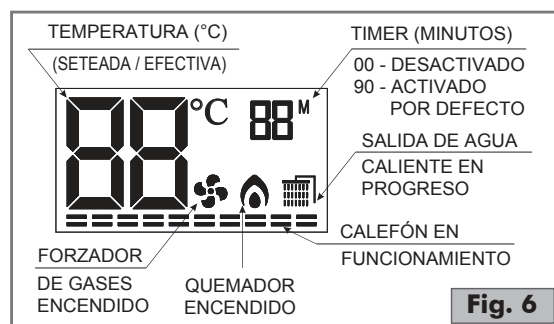 TEMPERATURA (°C)
(SETEADA / EFECTIVA)
TIMER (MINUTOS)
00 - DESACTIVADO
90 - ACTIVADO
POR DEFECTO
88 °C
88 M
SALIDA DE AGUA
CALIENTE EN
PROGRESO
CALEFÓN EN
FUNCIONAMIENTO
FORZADOR
DE GASES
ENCENDIDO
QUEMADOR
ENCENDIDO
Fig. 6